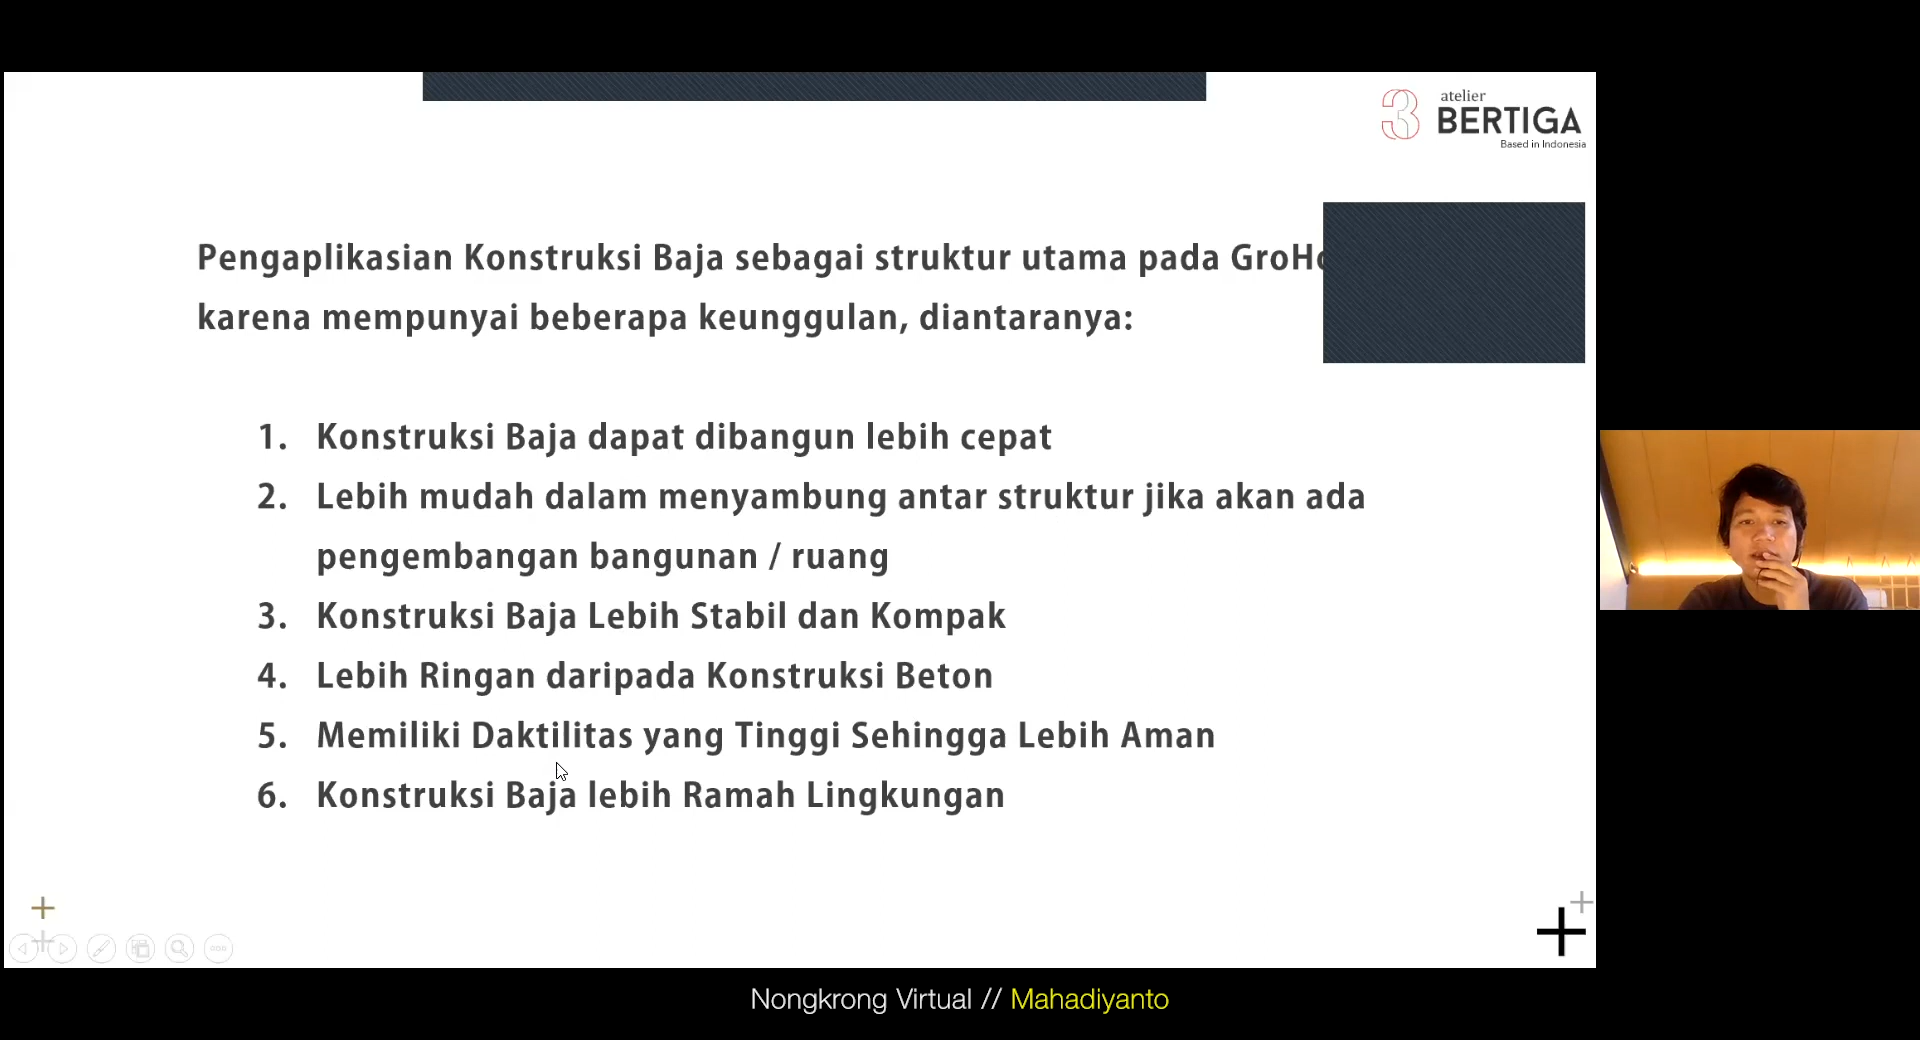 3 atelier
BERTIGA
Based in Indonesia
Pengaplikasian Konstruksi Baja sebagai struktur utama pada
karena mempunyai beberapa keunggulan, diantaranya:
1. Konstruksi Baja dapat dibangun lebih cepat
2. Lebih mudah dalam menyambung antar struktur jika akan ada
pengembangan bangunan / ruang
3. Konstruksi Baja Lebih Stabil dan Kompak
4. Lebih Ringan daripada Konstruksi Beton
5. Memiliki Daktilitas yang Tinggi Sehingga Lebih Aman
6. Konstruksi Baja lebih Ramah Lingkungan
Nongkrong Virtual // Mahadiyanto